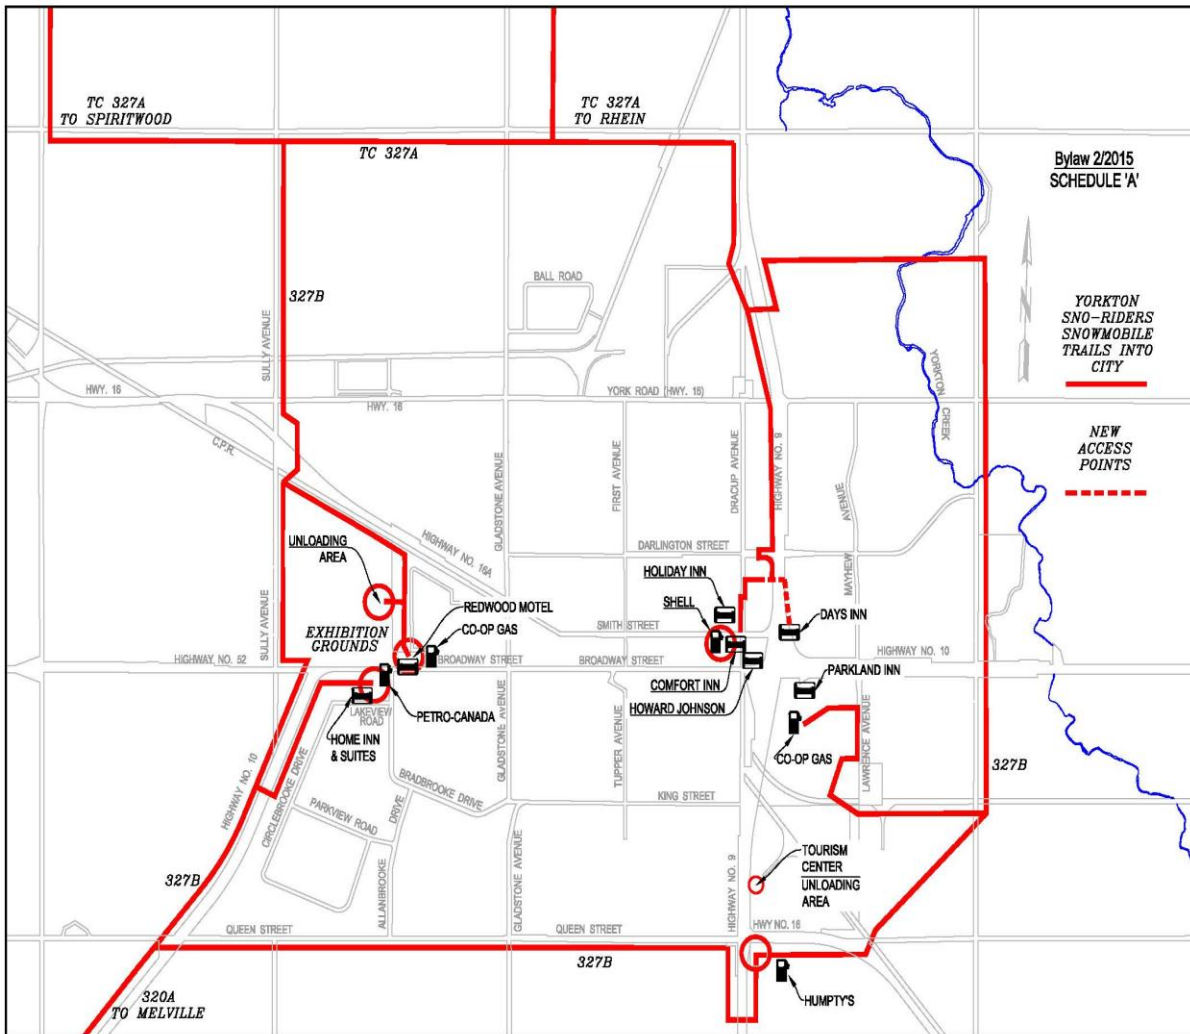 TC 327A
TO SPIRITWOOD
TC 327A
TO RHEIN
TC 327A
Bylaw 2/2015
SCHEDULE 'A'
N
327B
BALL ROAD
YORKTON
SNO-RIDERS
SNOWMOBILE
TRAILS INTO
CITY
SULLY AVENUE
YORKTON
CREEK
HWY. 16
HWY. 16
YORK ROAD (HWY. 16)
NEW
ACCESS
POINTS
C.P.R.
GLADSTONE AVENUE
FIRST AVENUE
DRACUP AVENUE
HIGHWAY NO. 9
MAYHEW AVENUE
HIGHWAY NO. 16A
UNLOADING
AREA
DARLINGTON STREET
HOLIDAY INN
SULLY AVENUE
REDWOOD MOTEL
CO-OP GAS
SHELL
SMITH STREET
DAYS INN
EXHIBITION
GROUNDS
HIGHWAY NO. 52
BROADWAY STREET
BROADWAY STREET
HIGHWAY NO. 10
PARKLAND INN
COMFORT INN
HOWARD JOHNSON
LAKEVIEW
ROAD
PETRO-CANADA
HOME INN
& SUITES
GLADSTONE AVENUE
TUPPER AVENUE
LAWRENCE AVENUE
CO-OP GAS
327B
HIGHWAY NO. 10
CIRCLEBROOKE DRIVE
BRADBROOKE DRIVE
KING STREET
PARKVIEW ROAD
ALLANBROOKE DRIVE
GLADSTONE AVENUE
HIGHWAY NO. 9
TOURISM
CENTER
UNLOADING
AREA
327B
QUEEN STREET
QUEEN STREET
HWY NO. 16
327B
320A
TO MELVILLE
HUMPTY'S